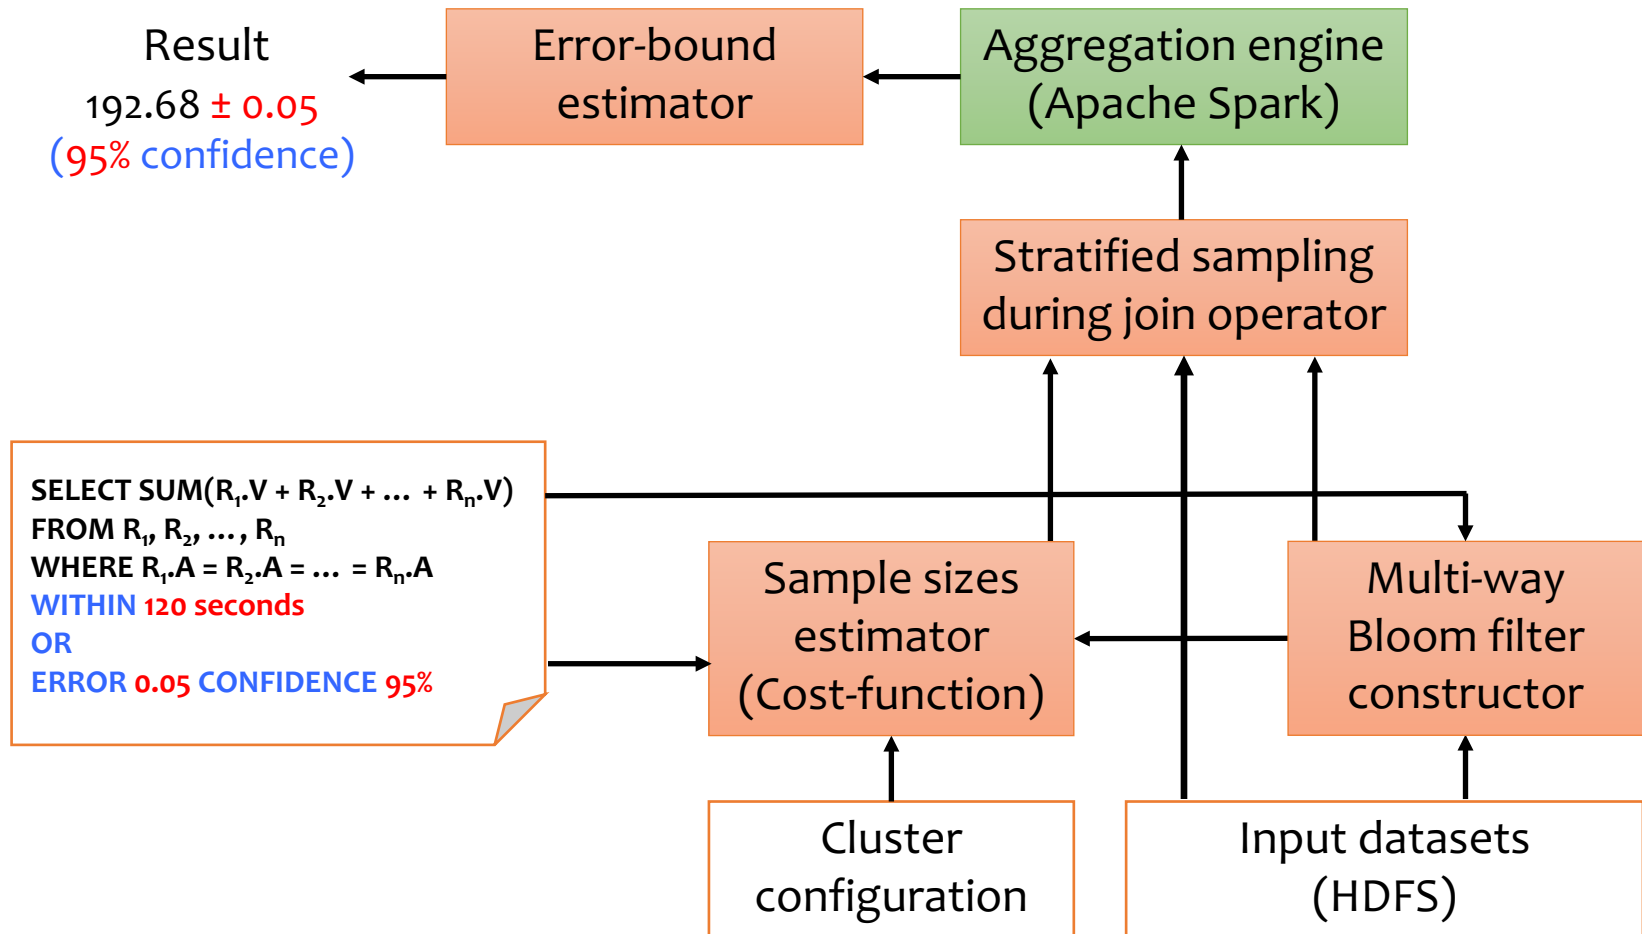 Result
192.68 ± 0.05
(95% confidence)
Error-bound
estimator
Aggregation engine
(Apache Spark)
Stratified sampling
during join operator
SELECT SUM(R₁.V + R₂.V + ... + Rₙ.V)
FROM R₁, R₂, ..., Rₙ
WHERE R₁.A = R₂.A = ... = Rₙ.A
WITHIN 120 seconds
OR
ERROR 0.05 CONFIDENCE 95%
Sample sizes
estimator
(Cost-function)
Multi-way
Bloom filter
constructor
Cluster
configuration
Input datasets
(HDFS)